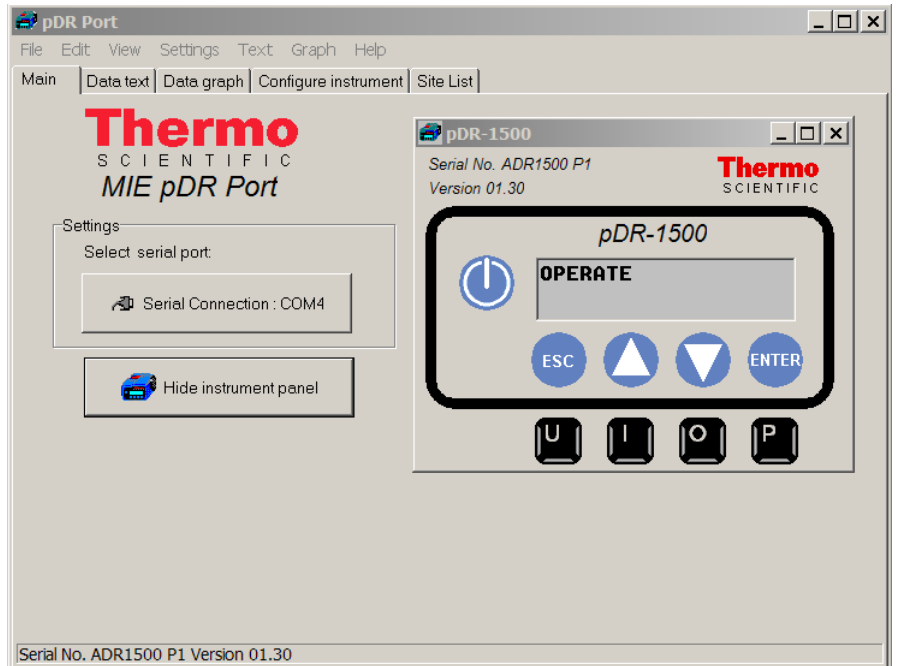 pDR Port
File Edit View Settings Text Graph Help
Main Data text Data graph Configure instrument Site List
Thermo
SCIENTIFIC
MIE pDR Port
Settings
Select serial port:
Serial Connection : COM4
Hide instrument panel
pDR-1500
Serial No. ADR1500 P1
Version 01.30
Thermo
SCIENTIFIC
pDR-1500
OPERATE
ESC ENTER
U I O P
Serial No. ADR1500 P1 Version 01.30